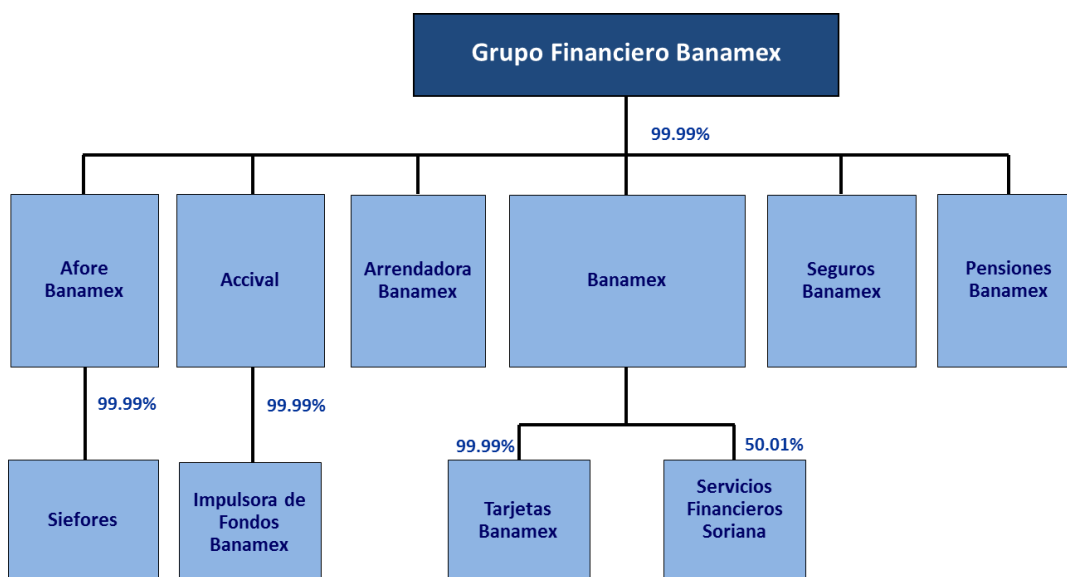 Grupo Financiero Banamex
99.99%
Afore
Banamex
Accival
Arrendadora
Banamex
Banamex
Seguros
Banamex
Pensiones
Banamex
99.99%
99.99%
99.99%
50.01%
Siefores
Impulsora de
Fondos
Banamex
Tarjetas
Banamex
Servicios
Financieros
Soriana